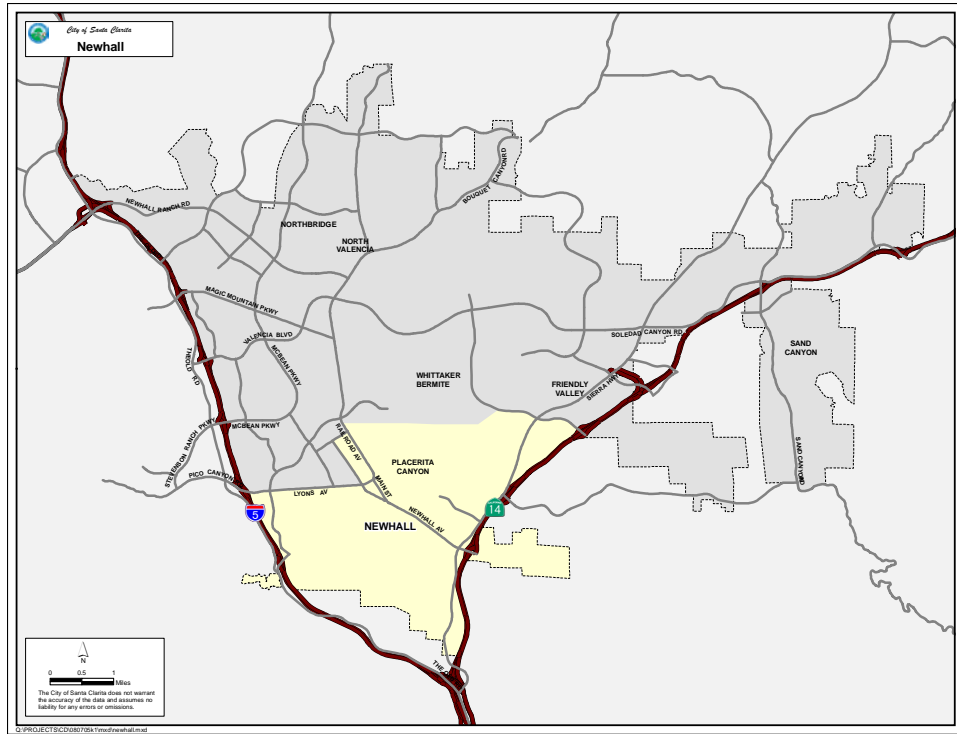 City of Santa Clarita
Newhall
NEWHALL RANCH RD
BOUQUET CANYON RD
NORTHBRIDGE
NORTH
VALENCIA
MAGIC MOUNTAIN PKWY
VALENCIA BLVD
SOLEDAD CANYON RD
THE OLD RD
MCBEAN PKWY
SAND
CANYON
WHITTAKER
BERMITE
FRIENDLY
VALLEY
SIERRA HWY
STEVENSON RANCH PKWY
MCBEAN PKWY
RAILROAD AV
PLACERITA
CANYON
SAND CANYON RD
PICO CANYON
LYONS AV
MAIN ST
5
NEWHALL
NEWHALL AV
14
THE O
N
0 0.5 1
Miles
The City of Santa Clarita does not warrant
the accuracy of the data and assumes no
liability for any errors or omissions.
Q:\PROJECTS\CD\080705k1\mxd\newhall.mxd